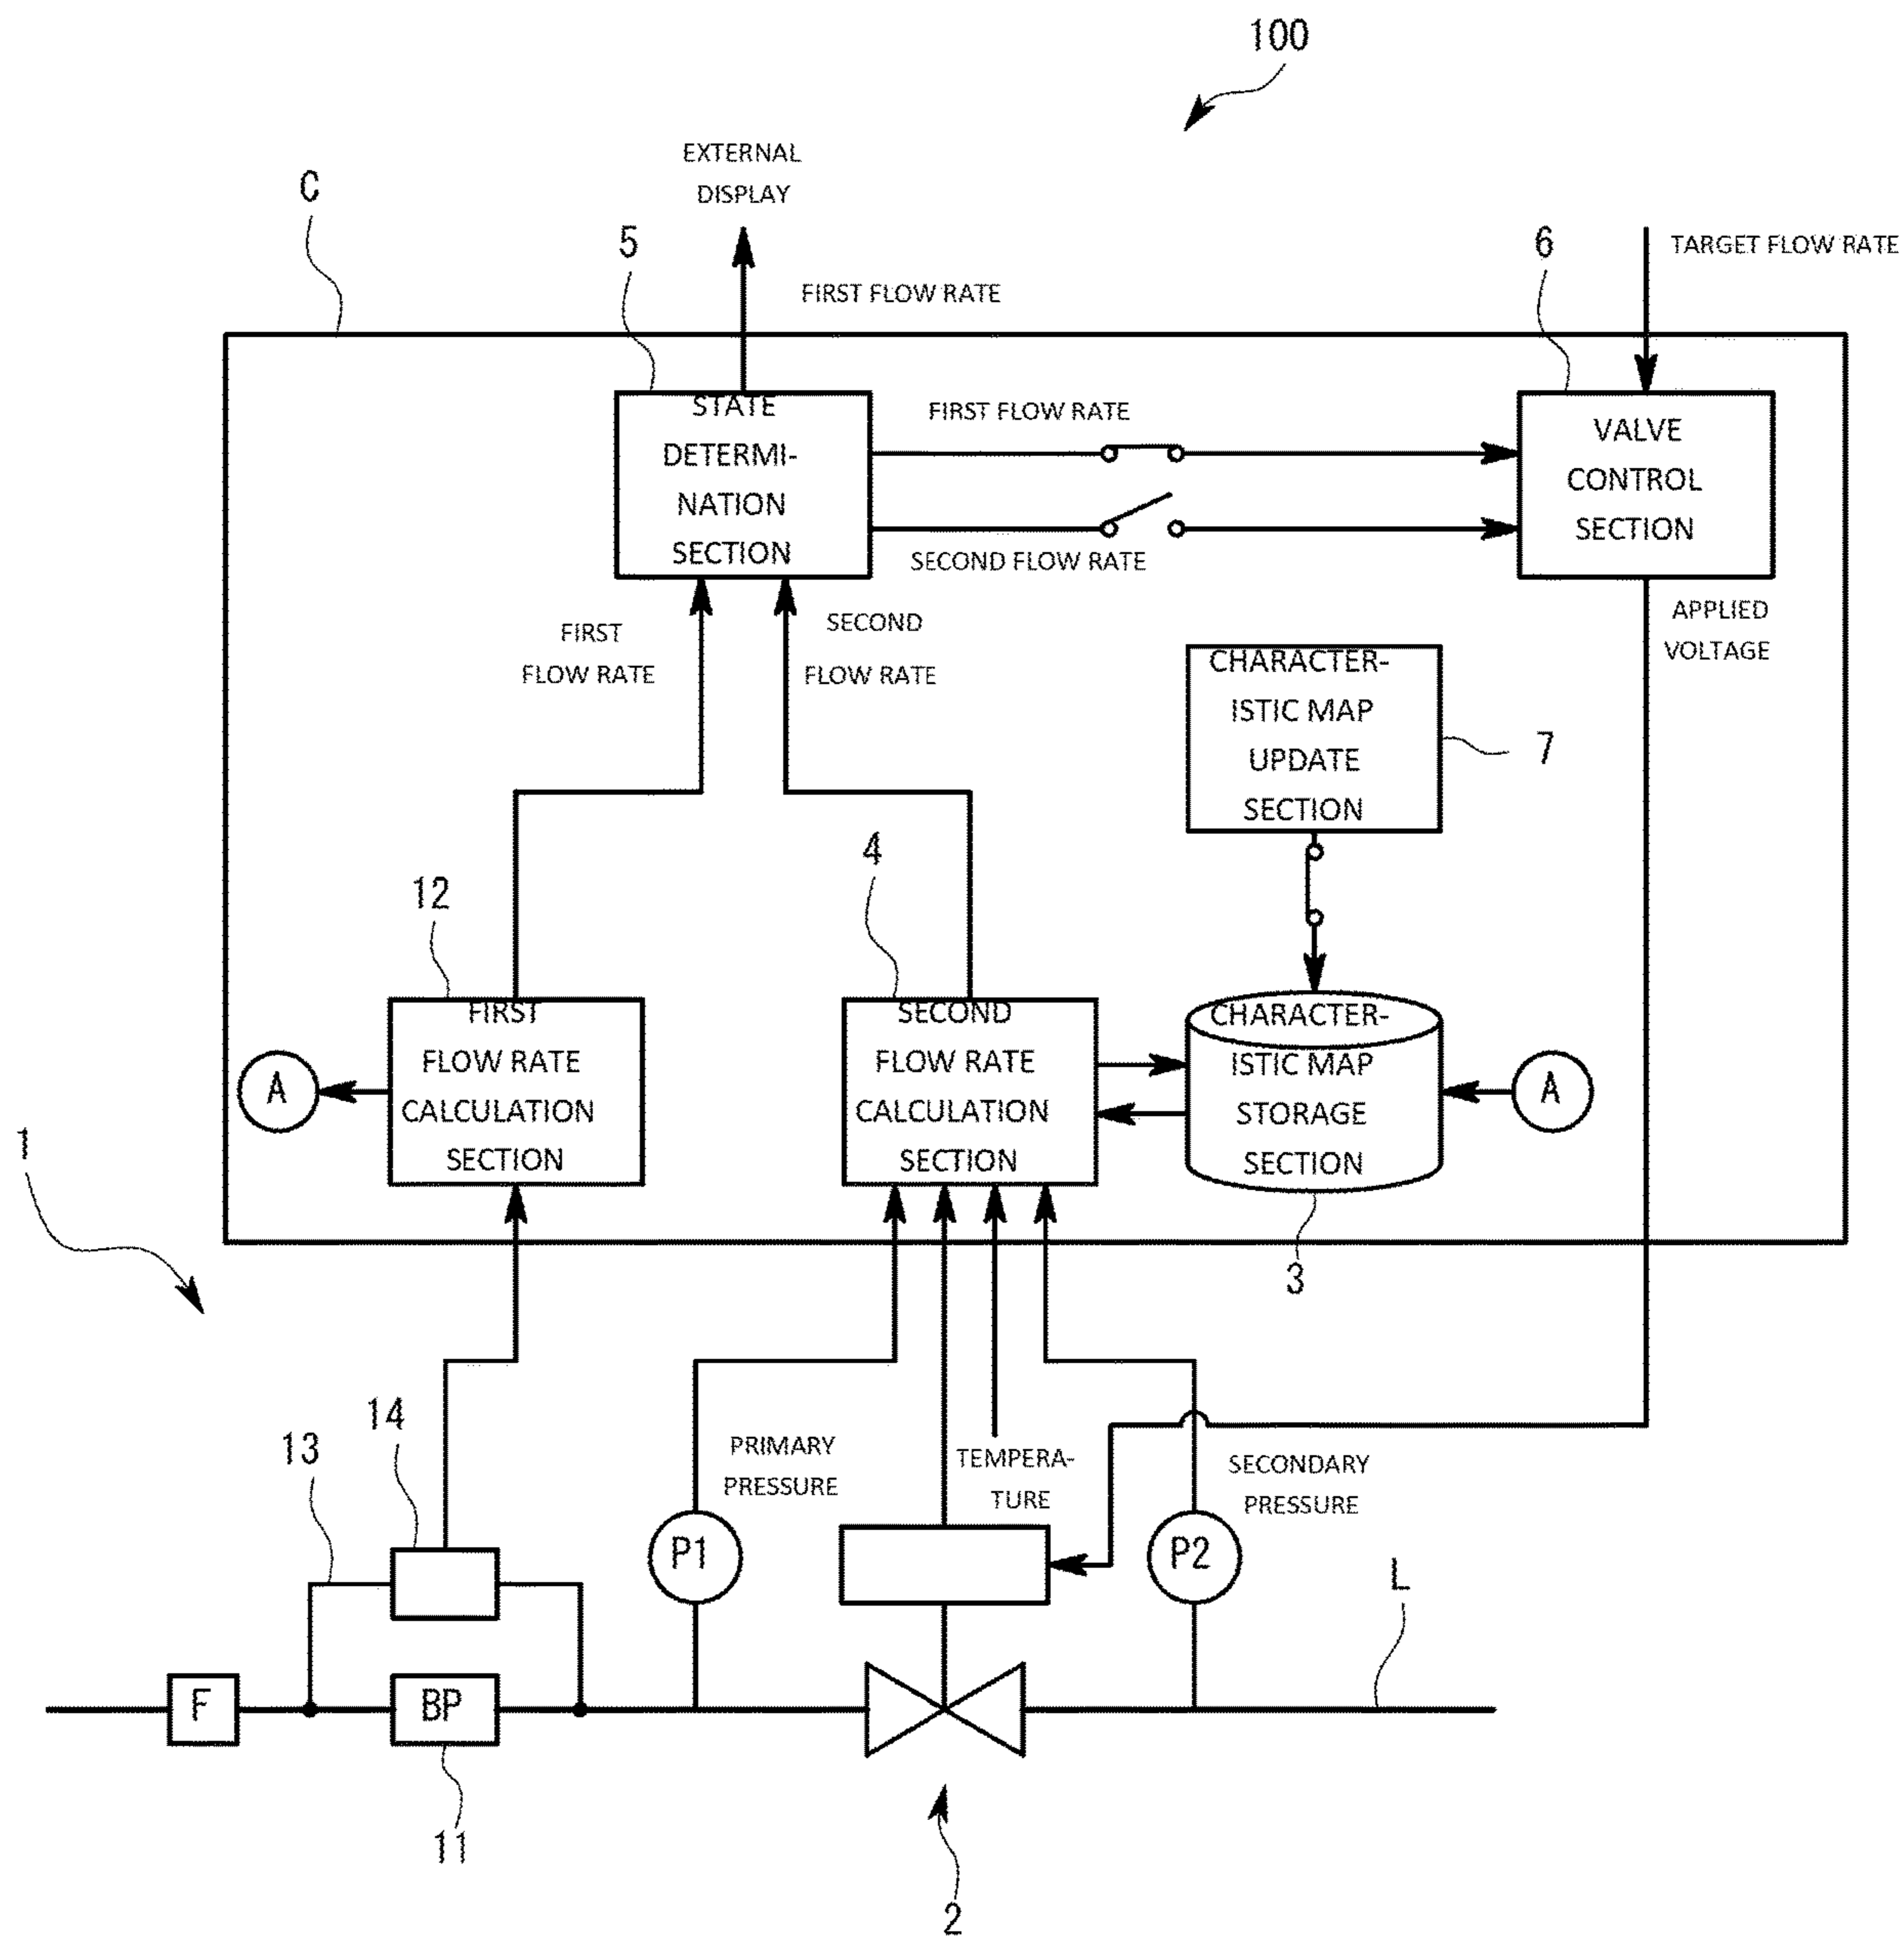 100
EXTERNAL
DISPLAY
C
5
6
TARGET FLOW RATE
FIRST FLOW RATE
STATE
DETERMI-
NATION
SECTION
FIRST FLOW RATE
SECOND FLOW RATE
VALVE
CONTROL
SECTION
FIRST
FLOW RATE
SECOND
FLOW RATE
APPLIED
VOLTAGE
CHARACTER-
ISTIC MAP
UPDATE
SECTION
7
12
4
FIRST
FLOW RATE
CALCULATION
SECTION
A
SECOND
FLOW RATE
CALCULATION
SECTION
CHARACTER-
ISTIC MAP
STORAGE
SECTION
A
1
3
14
13
PRIMARY
PRESSURE
TEMPERA-
TURE
SECONDARY
PRESSURE
P1
P2
L
F
BP
11
2